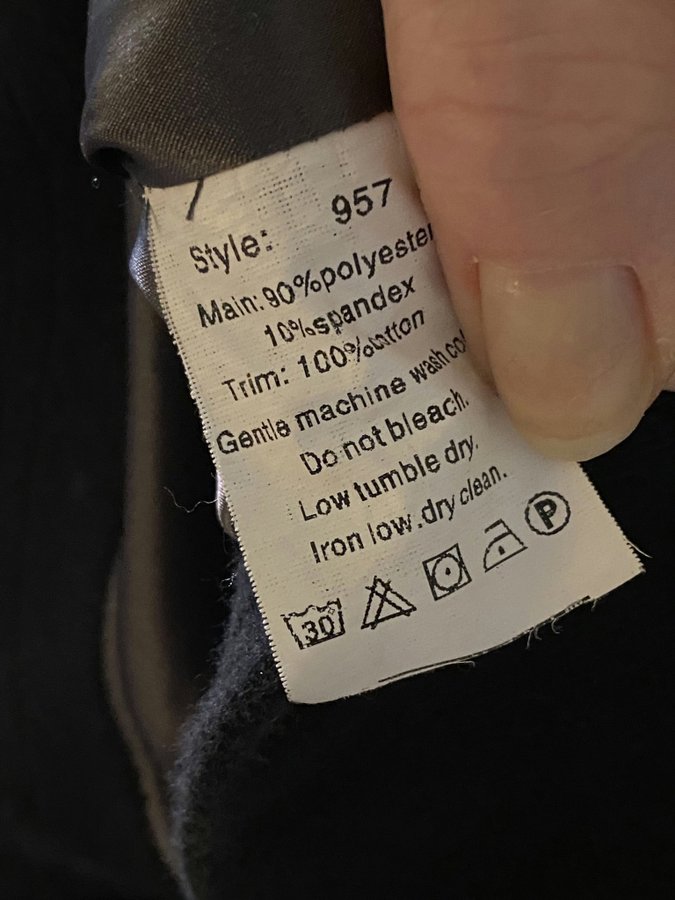 Style: 957
Main: 90%polyester
10%spandex
Trim: 100%cotton
Gentle machine wash
Do not bleach.
Low tumble dry.
Iron low.dry clean.
30 P